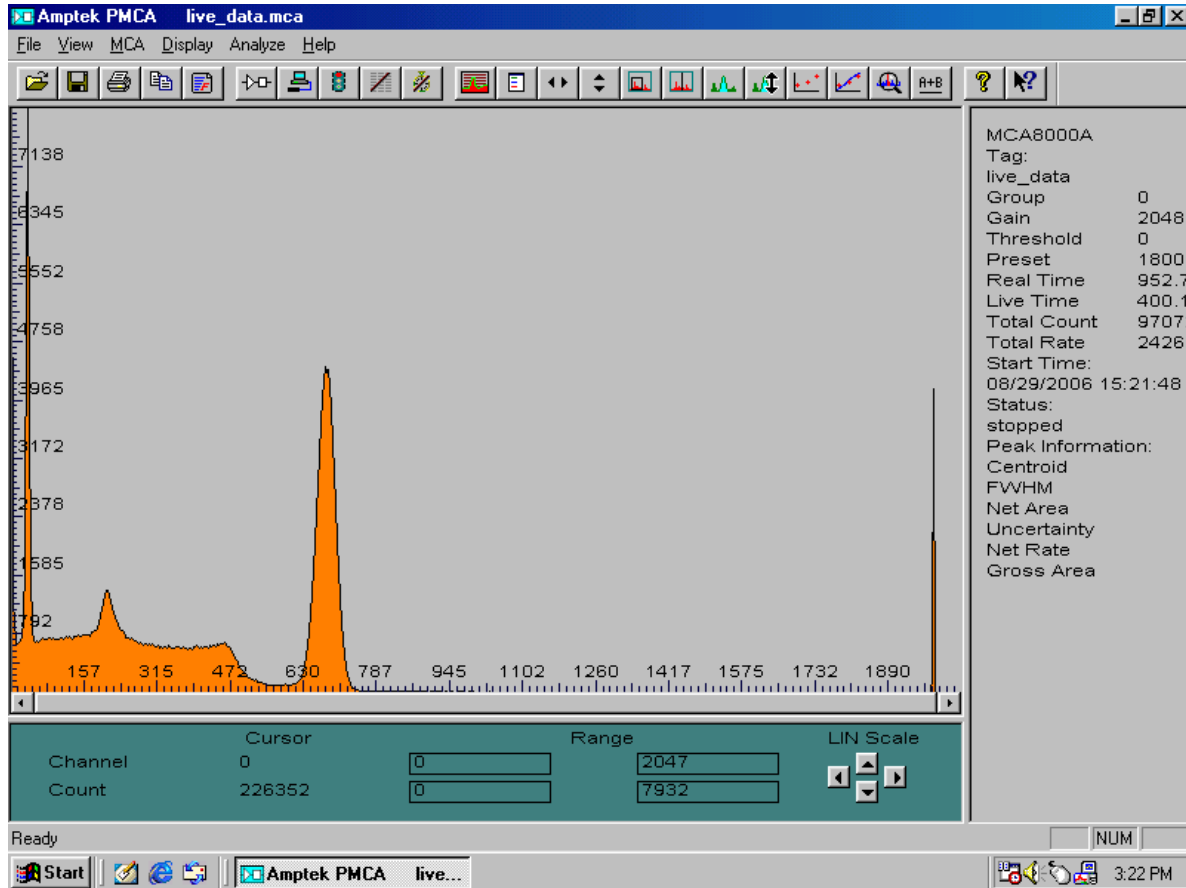 Amptek PMCA live_data.mca
File View MCA Display Analyze Help
A+B
7138
6345
5552
4758
3965
3172
2378
1585
792
157 315 472 630 787 945 1102 1260 1417 1575 1732 1890
MCA8000A
Tag:
live_data
Group 0
Gain 2048
Threshold 0
Preset 1800
Real Time 952.7
Live Time 400.1
Total Count 9707
Total Rate 2426
Start Time:
08/29/2006 15:21:48
Status:
stopped
Peak Information:
Centroid
FWHM
Net Area
Uncertainty
Net Rate
Gross Area
Cursor Range LIN Scale
Channel 0 0 2047
Count 226352 0 7932
Ready NUM
Start Amptek PMCA live... 3:22 PM